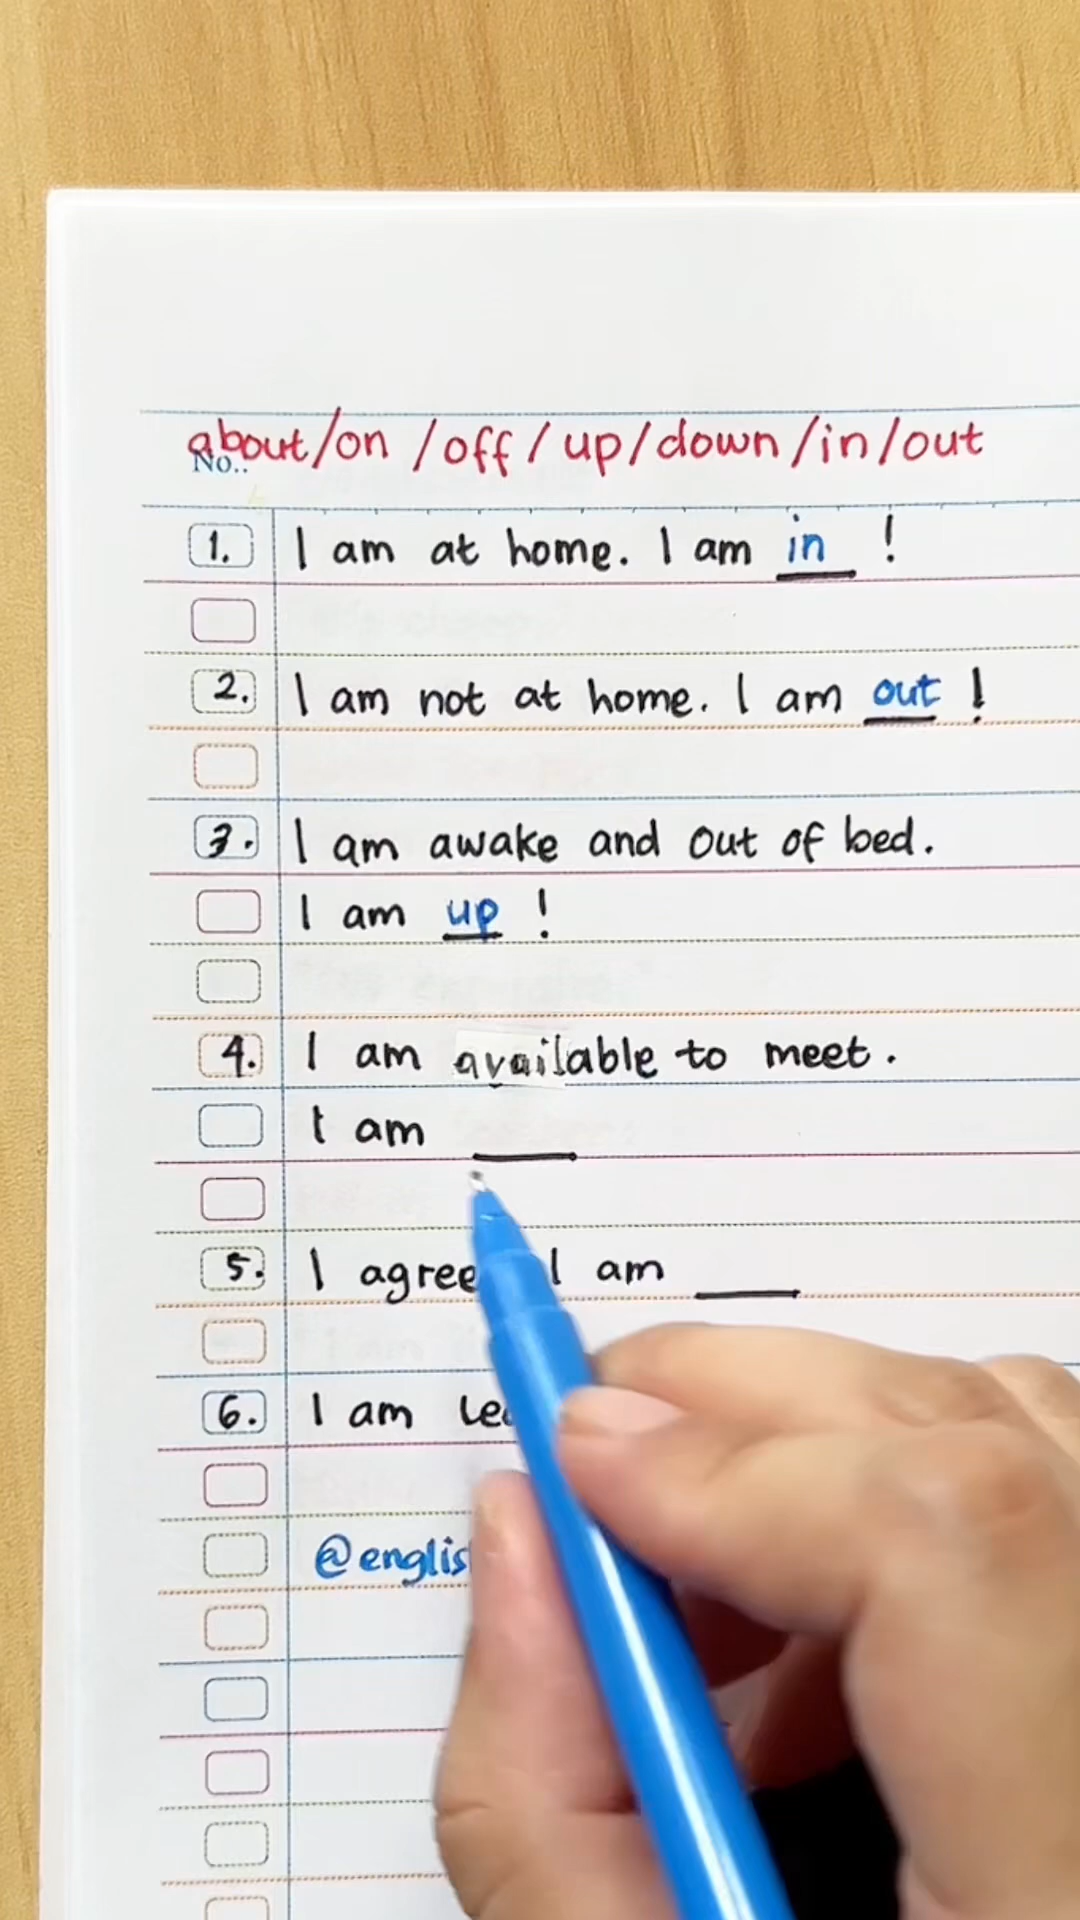 about/on/off/up/down/in/out
No..
1. I am at home. I am in !
2. I am not at home. I am out !
3. I am awake and out of bed.
I am up !
4. I am available to meet.
I am ___
5. I agree I am ___
6. I am